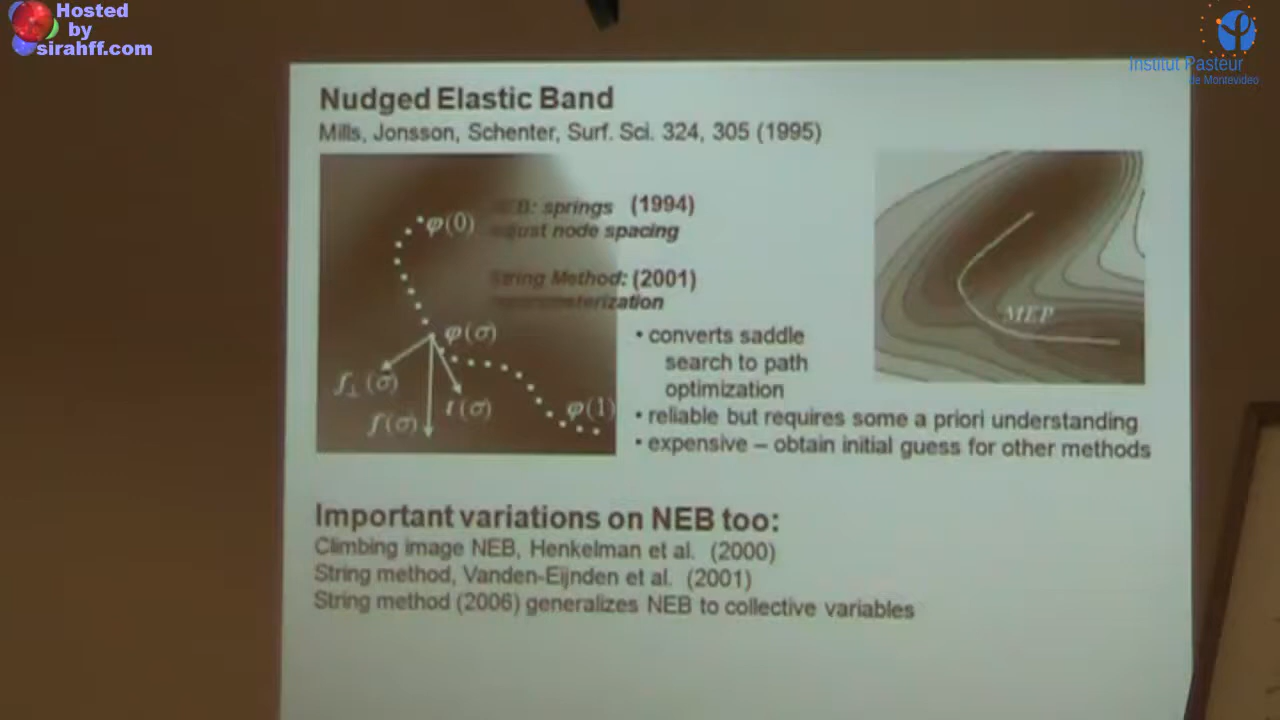 Hosted
by
sirahff.com
Institut Pasteur
de Montevideo
Nudged Elastic Band
Mills, Jonsson, Schenter, Surf. Sci. 324, 305 (1995)
φ(0)
NEB: springs (1994)
adjust node spacing
String Method: (2001)
reparameterization
φ(σ)
f⊥(σ)
t(σ)
f(σ)
φ(1)
MEP
• converts saddle
search to path
optimization
• reliable but requires some a priori understanding
• expensive – obtain initial guess for other methods
Important variations on NEB too:
Climbing image NEB, Henkelman et al. (2000)
String method, Vanden-Eijnden et al. (2001)
String method (2006) generalizes NEB to collective variables